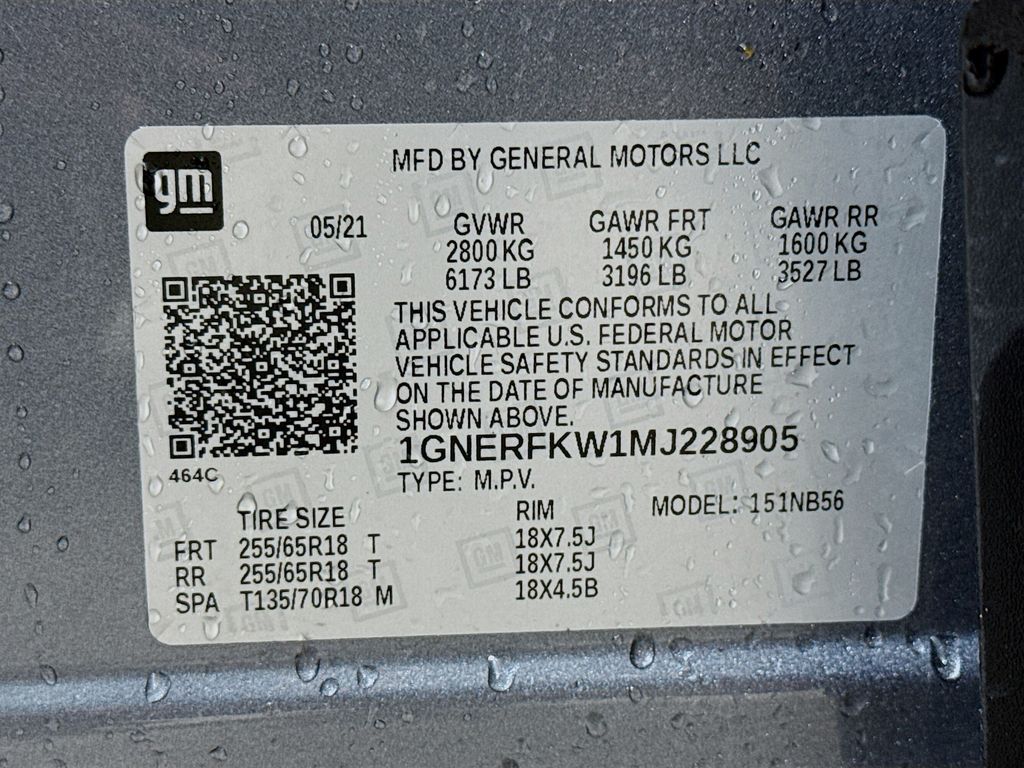 gm
MFD BY GENERAL MOTORS LLC
05/21 GVWR GAWR FRT GAWR RR
2800 KG 1450 KG 1600 KG
6173 LB 3196 LB 3527 LB
THIS VEHICLE CONFORMS TO ALL
APPLICABLE U.S. FEDERAL MOTOR
VEHICLE SAFETY STANDARDS IN EFFECT
ON THE DATE OF MANUFACTURE
SHOWN ABOVE.
1GNERFKW1MJ228905
464C
TYPE: M.P.V.
TIRE SIZE RIM MODEL: 151NB56
FRT 255/65R18 T 18X7.5J
RR 255/65R18 T 18X7.5J
SPA T135/70R18 M 18X4.5B